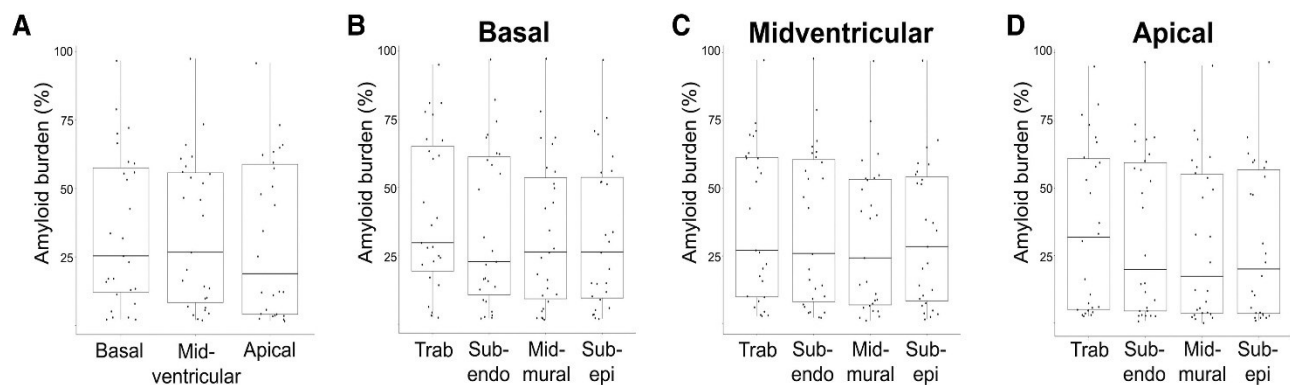 A
Amyloid burden (%)
100
75
50
25
Basal
Mid-
ventricular
Apical
B
Basal
Amyloid burden (%)
100
75
50
25
Trab
Sub-
endo
Mid-
mural
Sub-
epi
C
Midventricular
Amyloid burden (%)
100
75
50
25
Trab
Sub-
endo
Mid-
mural
Sub-
epi
D
Apical
Amyloid burden (%)
100
75
50
25
Trab
Sub-
endo
Mid-
mural
Sub-
epi